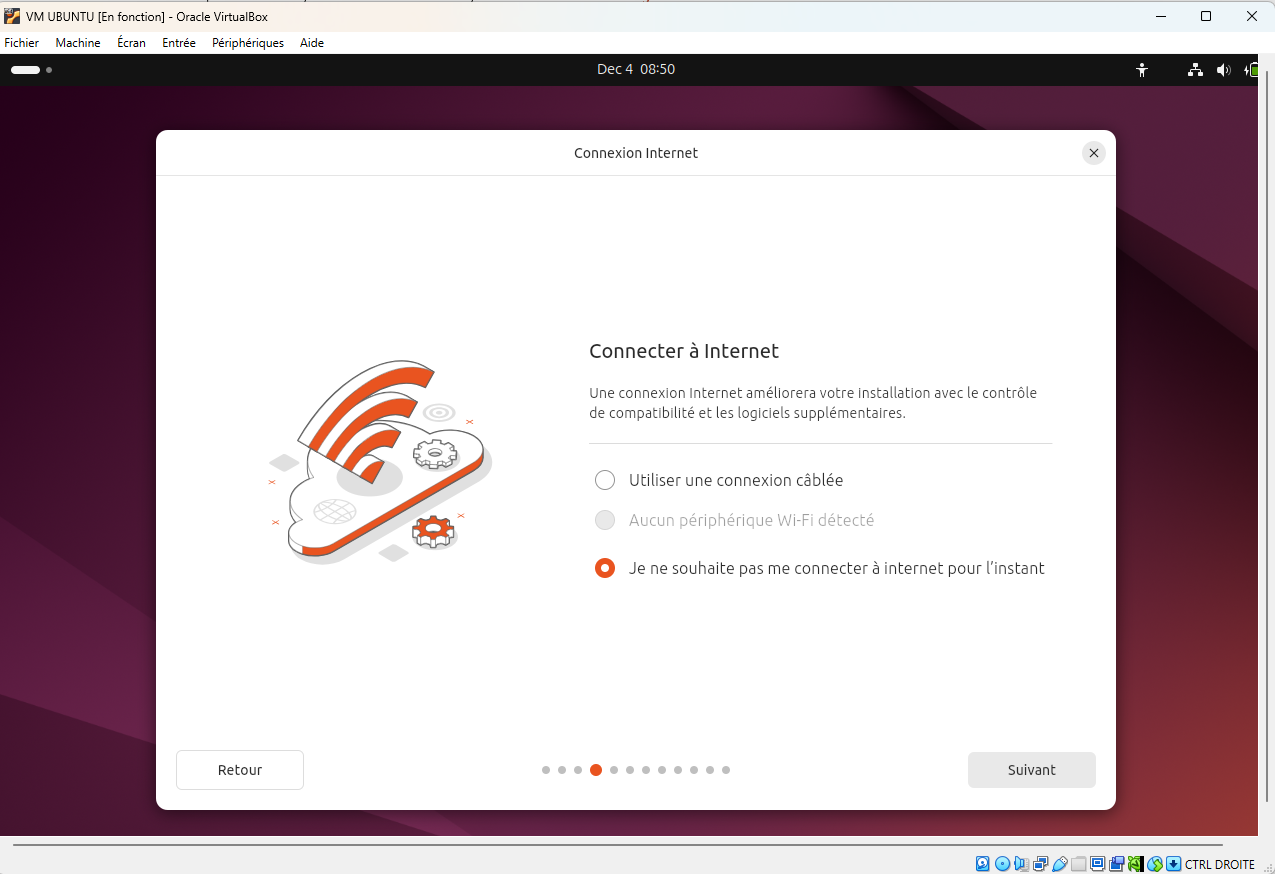 VM UBUNTU [En fonction] - Oracle VirtualBox
Fichier Machine Écran Entrée Périphériques Aide
Dec 4 08:50
Connexion Internet
Connecter à Internet
Une connexion Internet améliorera votre installation avec le contrôle
de compatibilité et les logiciels supplémentaires.
Utiliser une connexion câblée
Aucun périphérique Wi-Fi détecté
Je ne souhaite pas me connecter à internet pour l’instant
Retour
Suivant
CTRL DROITE